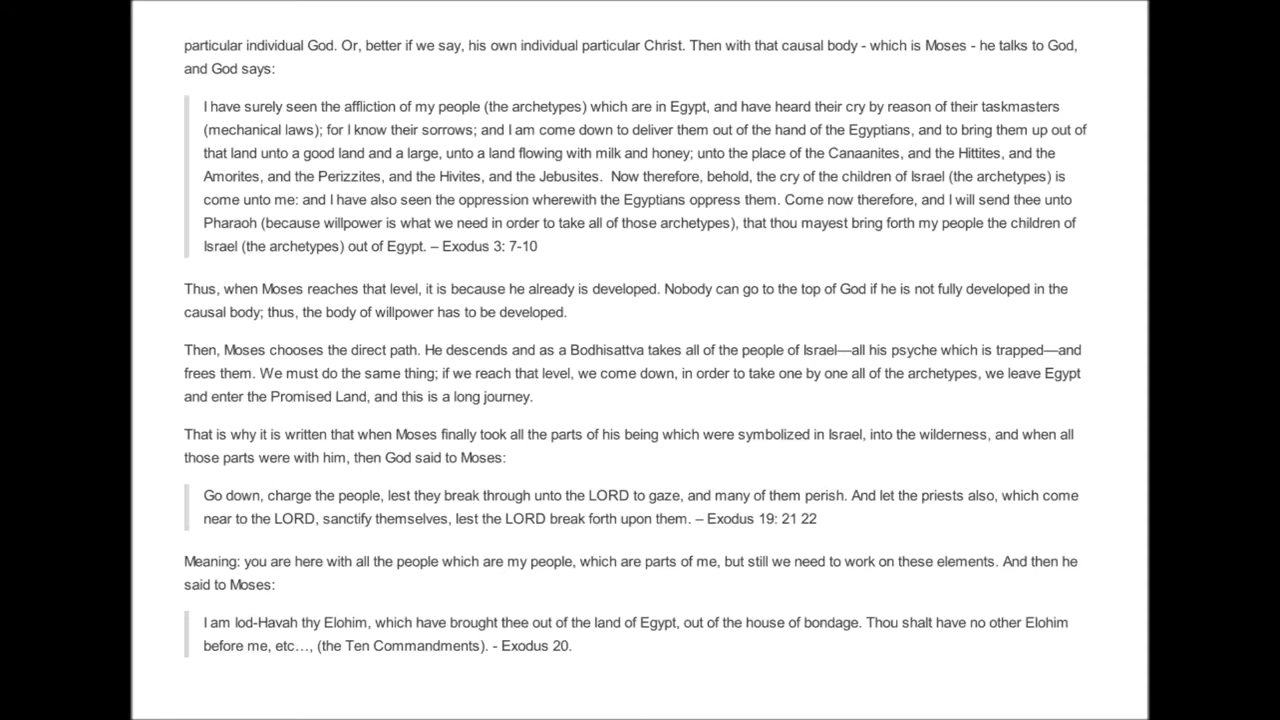 particular individual God. Or, better if we say, his own individual particular Christ. Then with that causal body - which is Moses - he talks to God,
and God says:
I have surely seen the affliction of my people (the archetypes) which are in Egypt, and have heard their cry by reason of their taskmasters
(mechanical laws); for I know their sorrows; and I am come down to deliver them out of the hand of the Egyptians, and to bring them up out of
that land unto a good land and a large, unto a land flowing with milk and honey; unto the place of the Canaanites, and the Hittites, and the
Amorites, and the Perizzites, and the Hivites, and the Jebusites.  Now therefore, behold, the cry of the children of Israel (the archetypes) is
come unto me: and I have also seen the oppression wherewith the Egyptians oppress them. Come now therefore, and I will send thee unto
Pharaoh (because willpower is what we need in order to take all of those archetypes), that thou mayest bring forth my people the children of
Israel (the archetypes) out of Egypt. – Exodus 3: 7-10
Thus, when Moses reaches that level, it is because he already is developed. Nobody can go to the top of God if he is not fully developed in the
causal body; thus, the body of willpower has to be developed.
Then, Moses chooses the direct path. He descends and as a Bodhisattva takes all of the people of Israel—all his psyche which is trapped—and
frees them. We must do the same thing; if we reach that level, we come down, in order to take one by one all of the archetypes, we leave Egypt
and enter the Promised Land, and this is a long journey.
That is why it is written that when Moses finally took all the parts of his being which were symbolized in Israel, into the wilderness, and when all
those parts were with him, then God said to Moses:
Go down, charge the people, lest they break through unto the LORD to gaze, and many of them perish. And let the priests also, which come
near to the LORD, sanctify themselves, lest the LORD break forth upon them. – Exodus 19: 21 22
Meaning: you are here with all the people which are my people, which are parts of me, but still we need to work on these elements. And then he
said to Moses:
I am Iod-Havah thy Elohim, which have brought thee out of the land of Egypt, out of the house of bondage. Thou shalt have no other Elohim
before me, etc…, (the Ten Commandments). - Exodus 20.